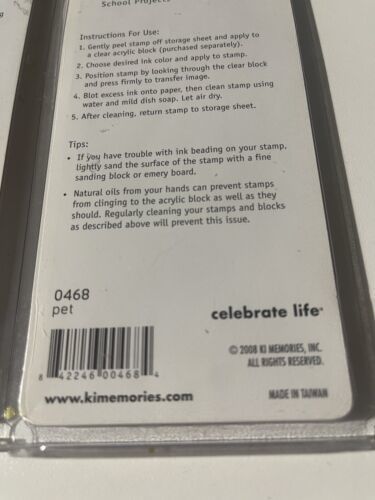 School Projects
Instructions For Use:
1. Gently peel stamp off storage sheet and apply to
a clear acrylic block (purchased separately).
2. Choose desired ink color and apply to stamp.
3. Position stamp by looking through the clear block
and press firmly to transfer image.
4. Blot excess ink onto paper, then clean stamp using
water and mild dish soap. Let air dry.
5. After cleaning, return stamp to storage sheet.
Tips:
• If you have trouble with ink beading on your stamp,
lightly sand the surface of the stamp with a fine
sanding block or emery board.
• Natural oils from your hands can prevent stamps
from clinging to the acrylic block as well as they
should. Regularly cleaning your stamps and blocks
as described above will prevent this issue.
0468
pet
celebrate life
© 2008 KI MEMORIES, INC.
ALL RIGHTS RESERVED.
8 42246 00468 4
www.kimemories.com
MADE IN TAIWAN